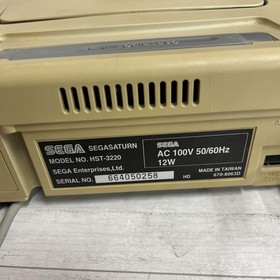 SEGA SEGASATURN
MODEL NO. HST-3220
SEGA Enterprises,Ltd.
SERIAL NO. 664050258
SEGA
AC 100V 50/60Hz
12W
HD MADE IN TAIWAN
670-8063D